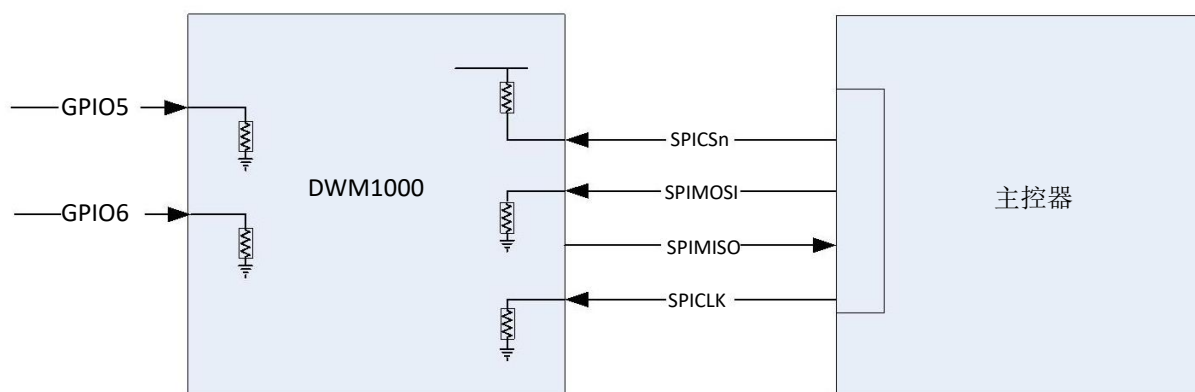 GPIO5
GPIO6
DWM1000
SPICSn
SPIMOSI
SPIMISO
SPICLK
主控器